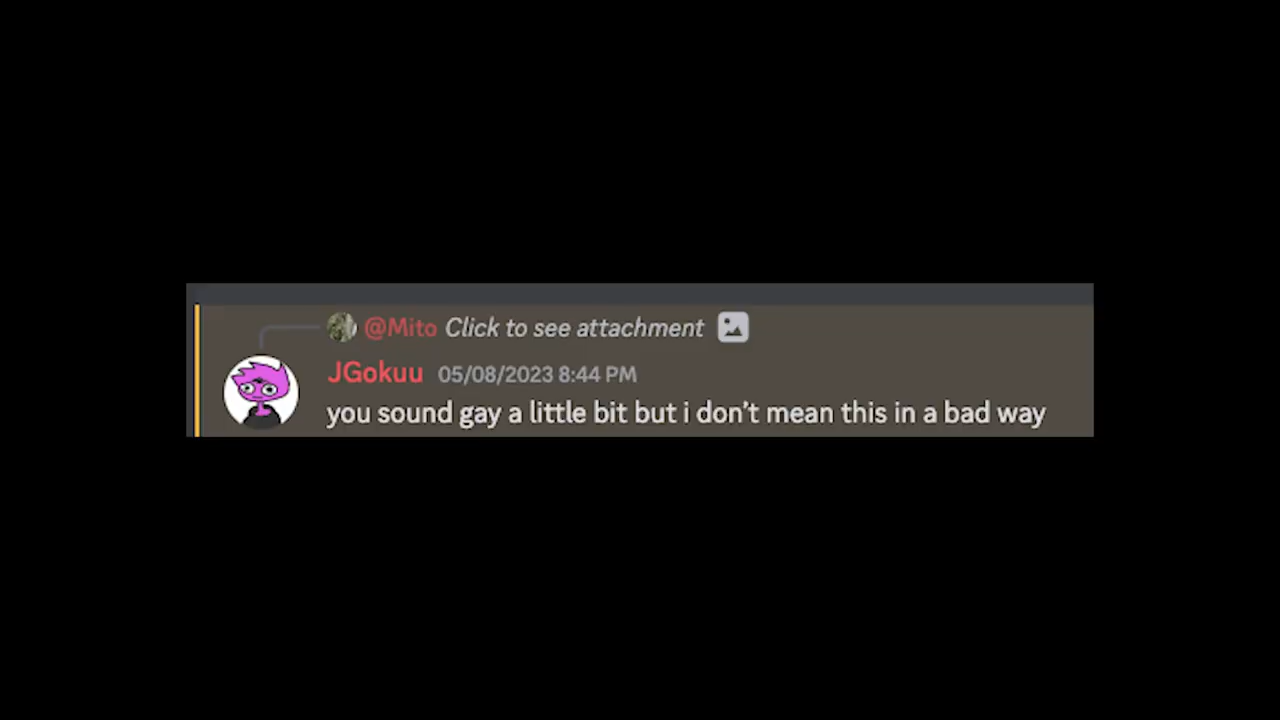 @Mito Click to see attachment
JGokuu 05/08/2023 8:44 PM
you sound gay a little bit but i don't mean this in a bad way